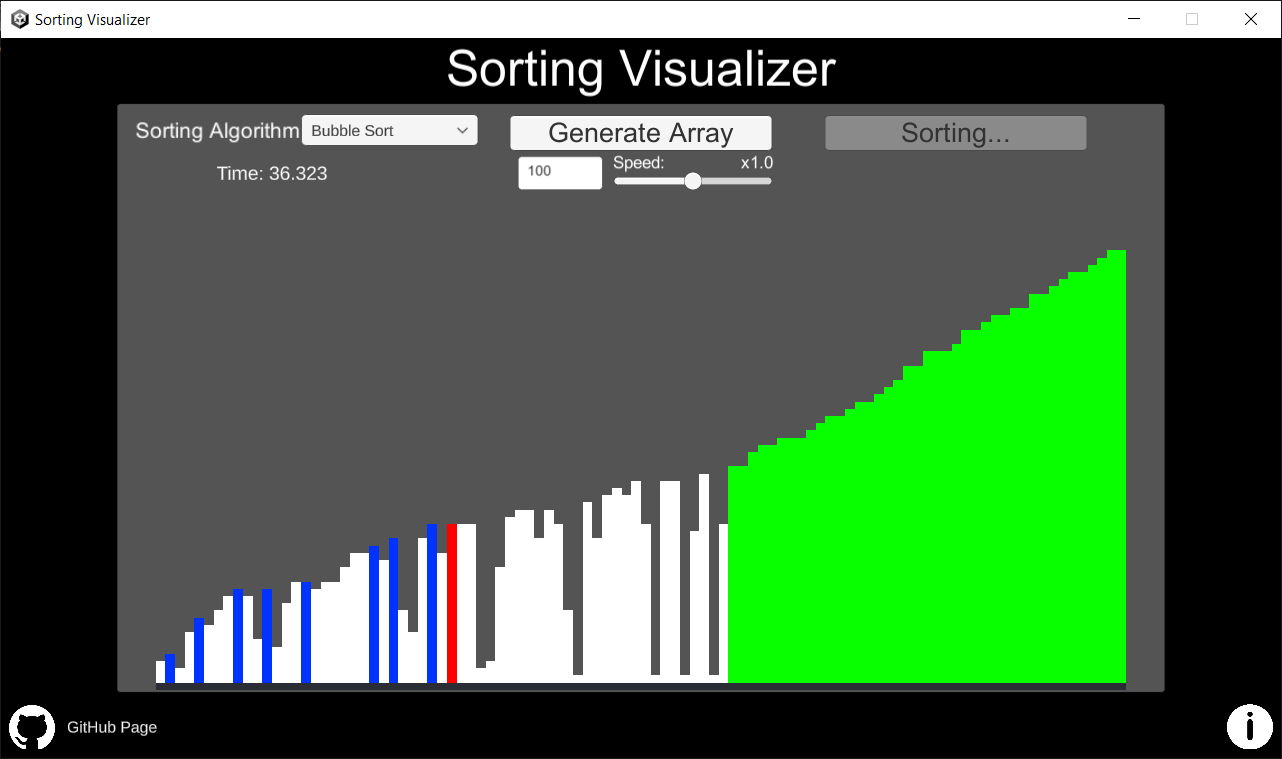 Sorting Visualizer
Sorting Visualizer
Sorting Algorithm Bubble Sort Generate Array Sorting...
Time: 36.323 100 Speed: x1.0
GitHub Page